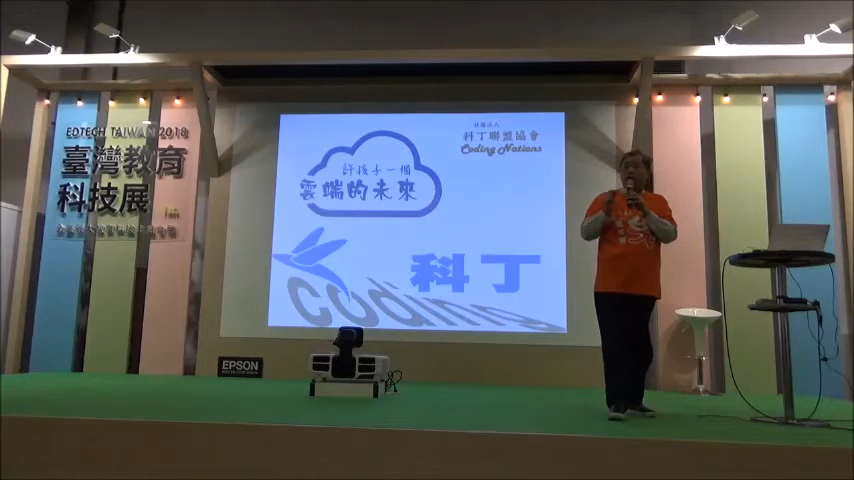 EDTECH TAIWAN 2018
臺灣教育
科技展
社團法人
科丁聯盟協會
Coding Nations
許孩子一個
雲端的未來
科丁
coding
EPSON